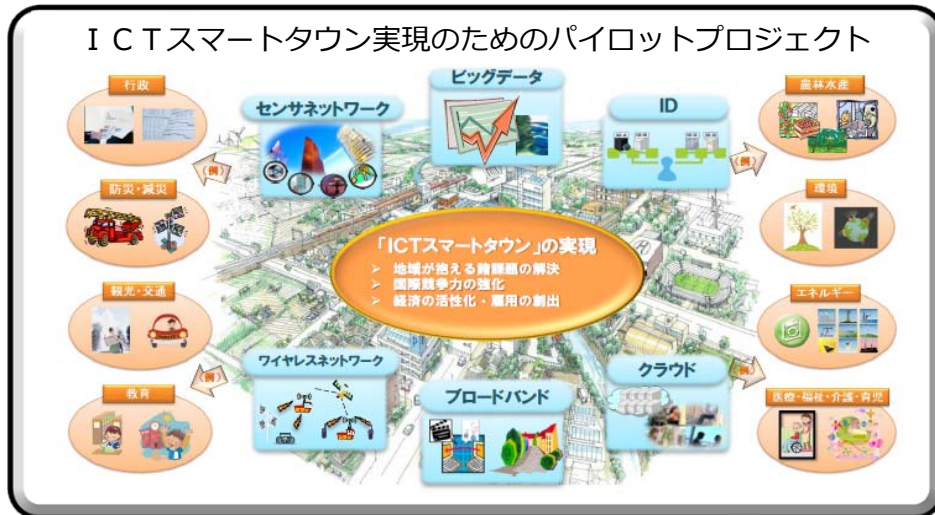 ＩＣＴスマートタウン実現のためのパイロットプロジェクト
行政
センサネットワーク
ビッグデータ
ID
農林水産
(例)
(例)
防災・減災
環境
「ICTスマートタウン」の実現
➢ 地域が抱える諸課題の解決
➢ 国際競争力の強化
➢ 経済の活性化・雇用の創出
観光・交通
エネルギー
ワイヤレスネットワーク
ブロードバンド
クラウド
(例)
(例)
教育
医療・福祉・介護・育児